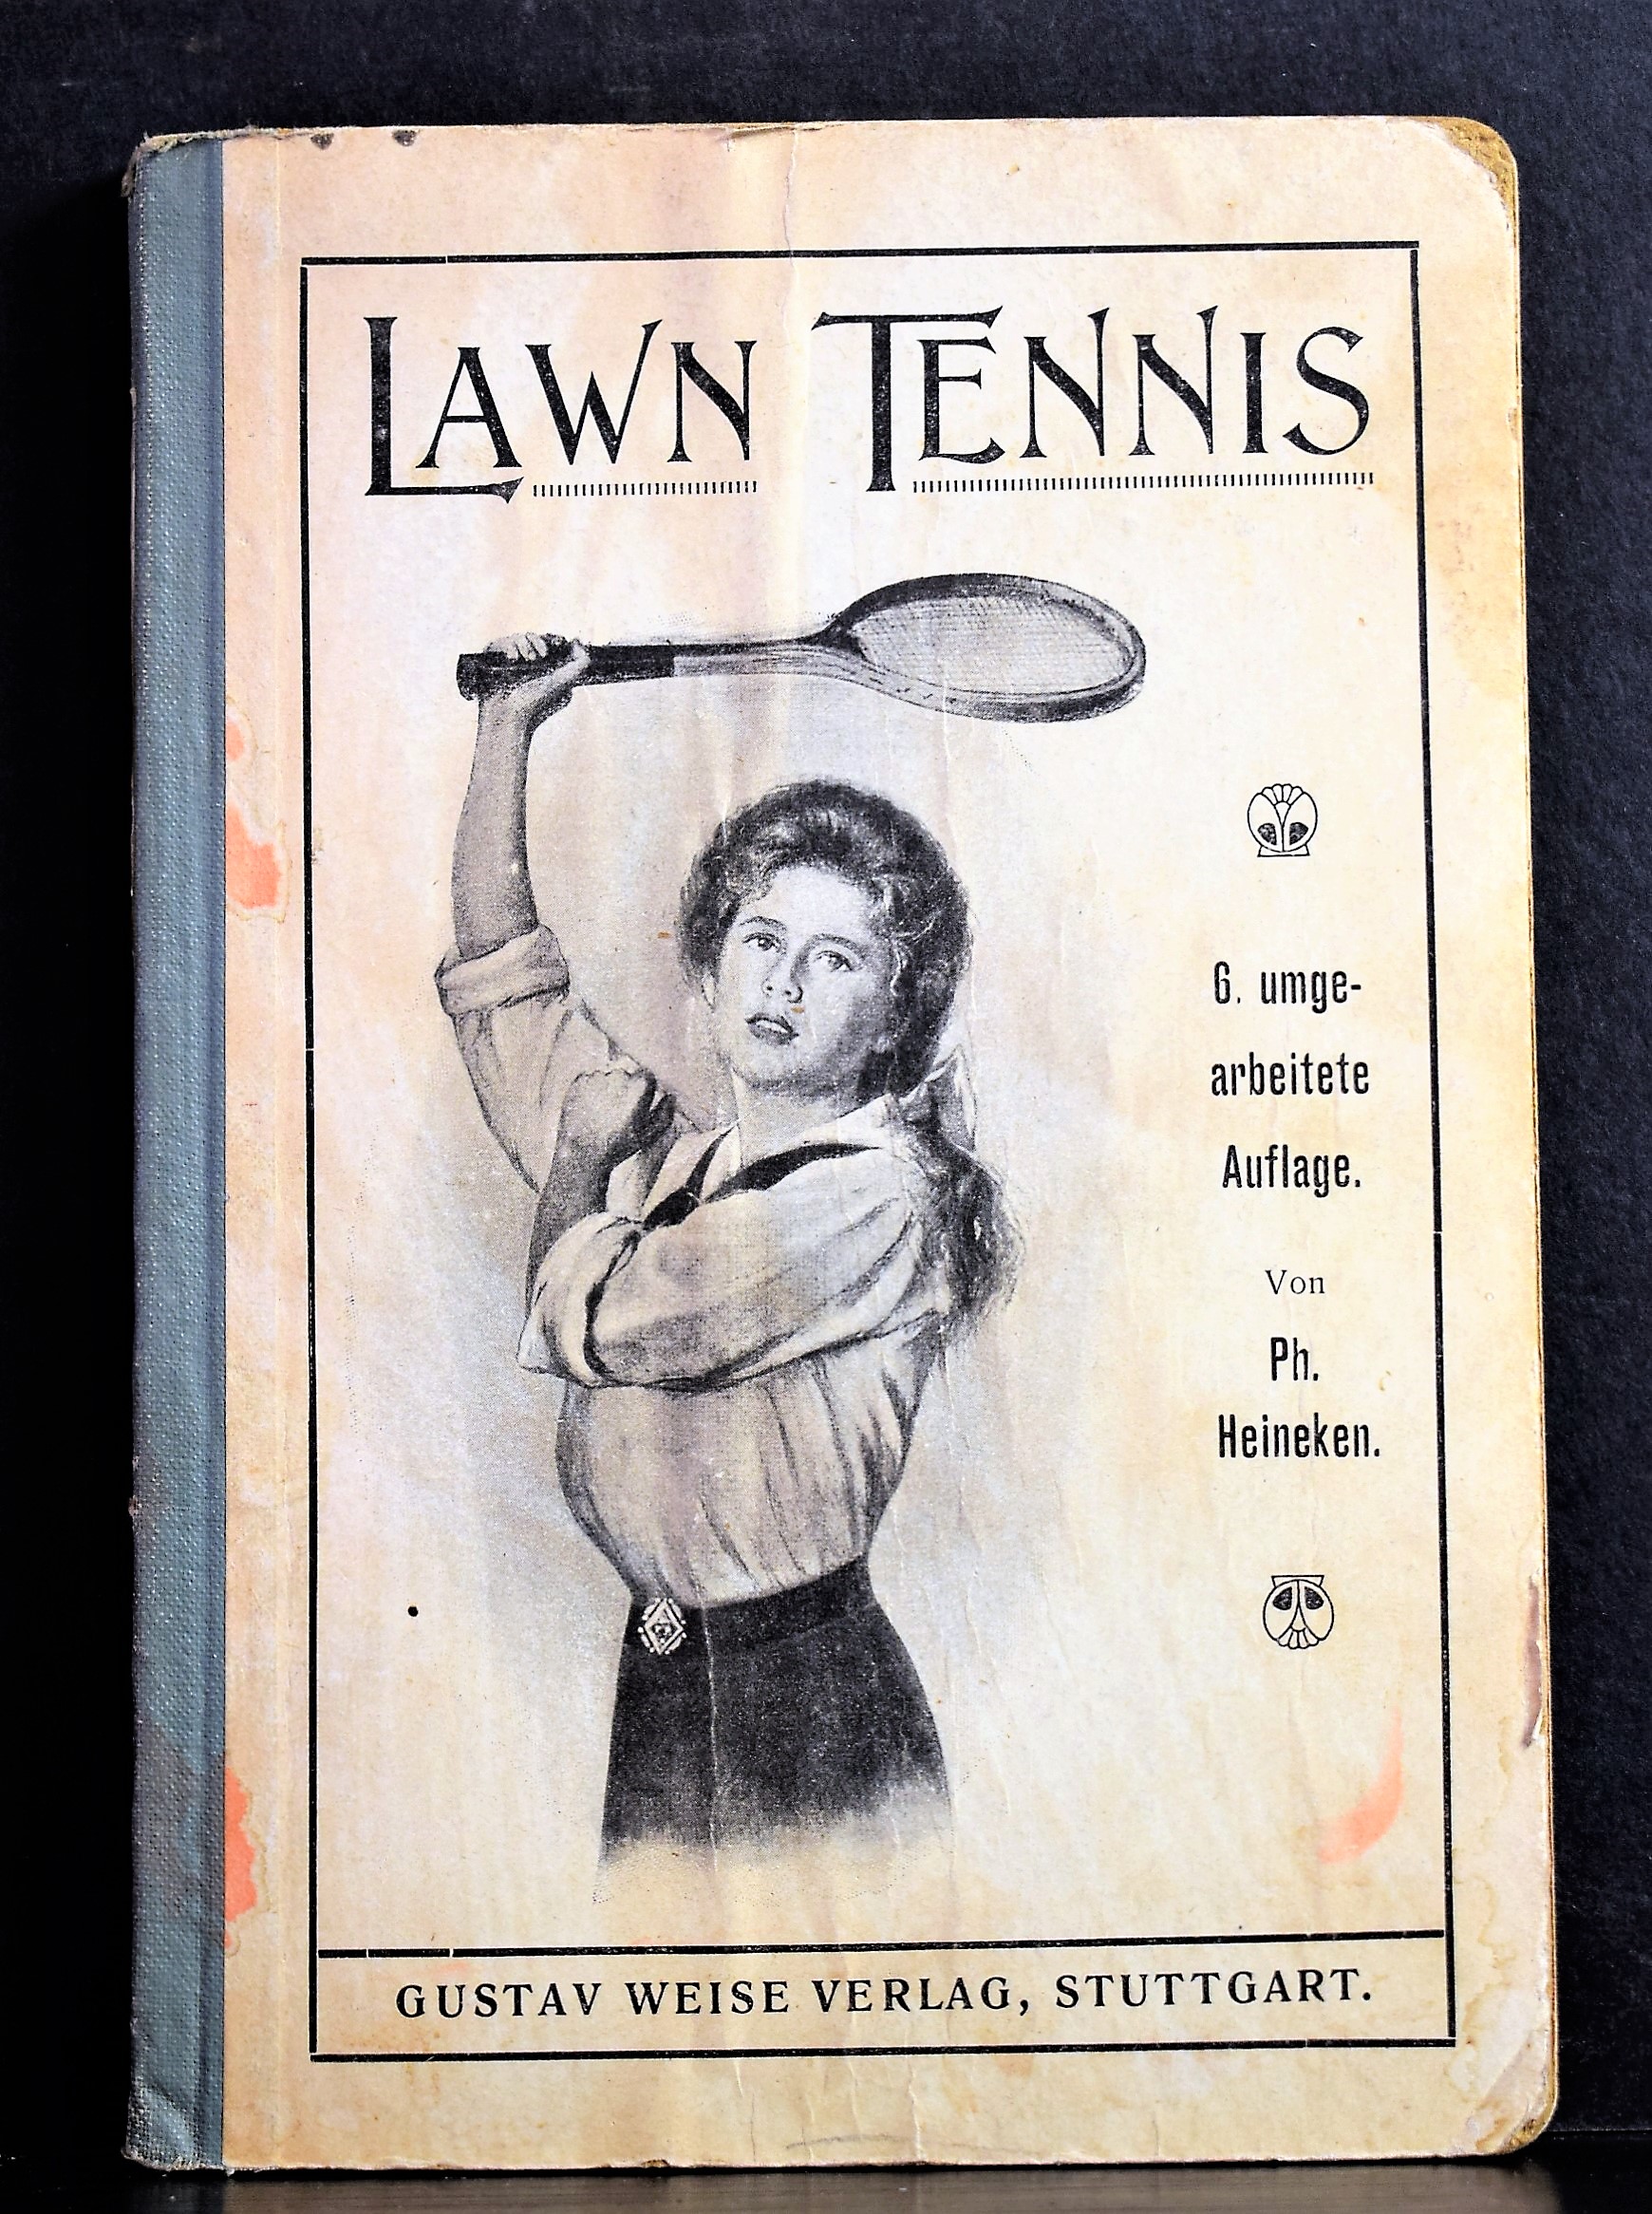 LAWN TENNIS
6. umge-
arbeitete
Auflage.
Von
Ph.
Heineken.
GUSTAV WEISE VERLAG, STUTTGART.